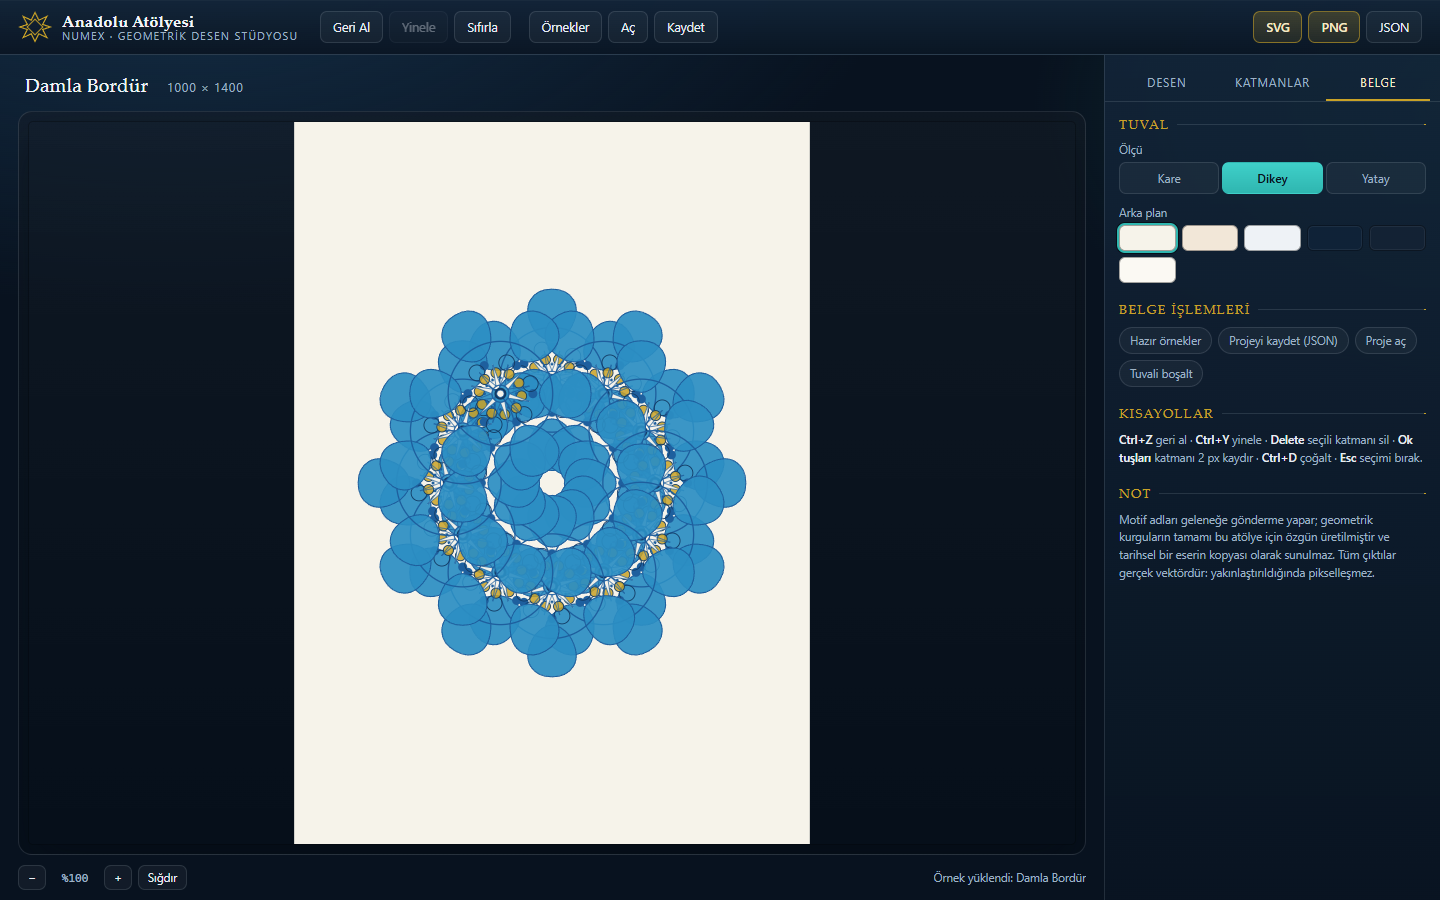 Anadolu Atölyesi
NUMEX · GEOMETRİK DESEN STÜDYOSU
Geri Al
Yinele
Sıfırla
Örnekler
Aç
Kaydet
SVG
PNG
JSON
Damla Bordür
1000 × 1400
DESEN
KATMANLAR
BELGE
TUVAL
Ölçü
Kare
Dikey
Yatay
Arka plan
BELGE İŞLEMLERİ
Hazır örnekler
Projeyi kaydet (JSON)
Proje aç
Tuvali boşalt
KISAYOLLAR
Ctrl+Z geri al · Ctrl+Y yinele · Delete seçili katmanı sil · Ok
tuşları katmanı 2 px kaydır · Ctrl+D çoğalt · Esc seçimi bırak.
NOT
Motif adları geleneğe gönderme yapar; geometrik
kurguların tamamı bu atölye için özgün üretilmiştir ve
tarihsel bir eserin kopyası olarak sunulmaz. Tüm çıktılar
gerçek vektördür: yakınlaştırıldığında pikselleşmez.
−
%100
+
Sığdır
Örnek yüklendi: Damla Bordür